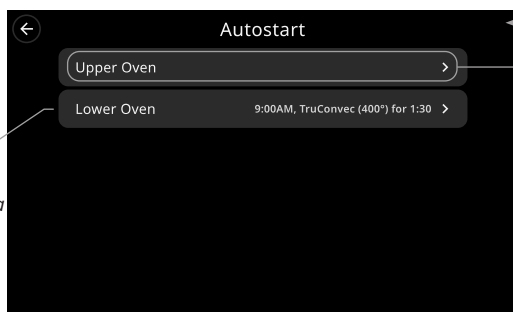 Autostart
Upper Oven
Lower Oven 9:00AM, TruConvec (400°) for 1:30
a